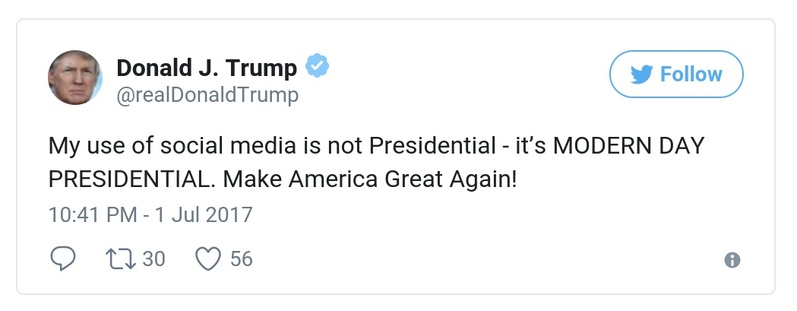 Donald J. Trump
@realDonaldTrump
Follow
My use of social media is not Presidential - it’s MODERN DAY
PRESIDENTIAL. Make America Great Again!
10:41 PM - 1 Jul 2017
30 56